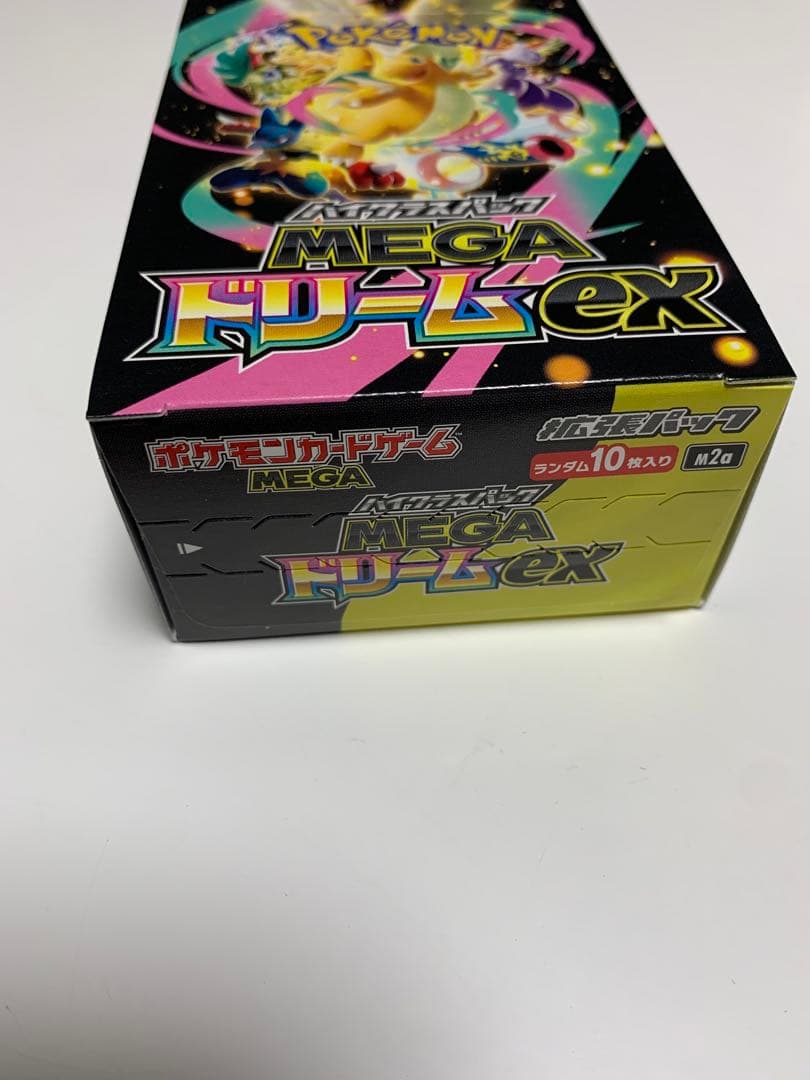 Pokémon
ハイクラスパック
MEGA
ドリームex
ポケモンカードゲーム™
MEGA
拡張パック
ランダム10枚入り
M2a
ハイクラスパック
MEGA
ドリームex